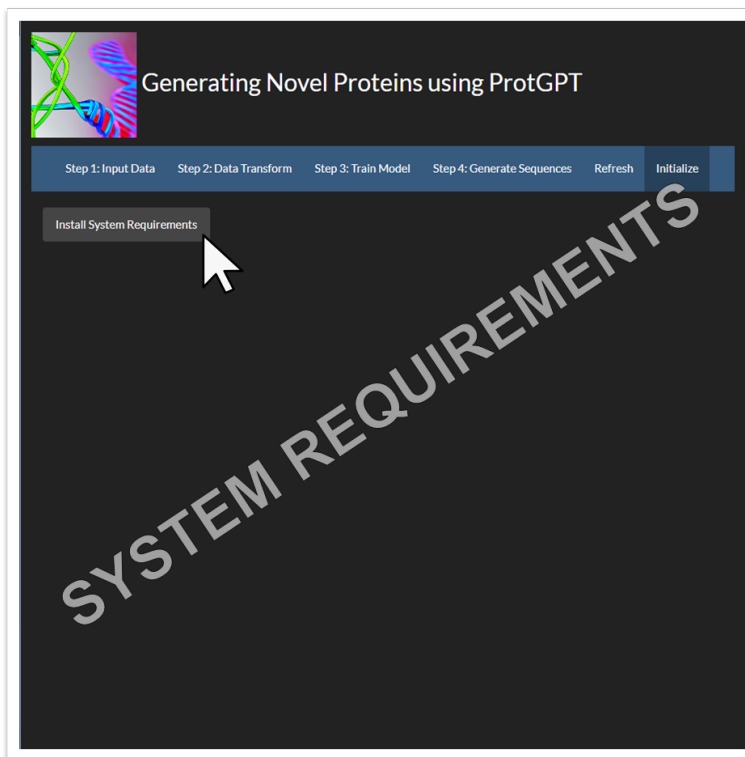 Generating Novel Proteins using ProtGPT
Step 1: Input Data Step 2: Data Transform Step 3: Train Model Step 4: Generate Sequences Refresh Initialize
Install System Requirements
SYSTEM REQUIREMENTS